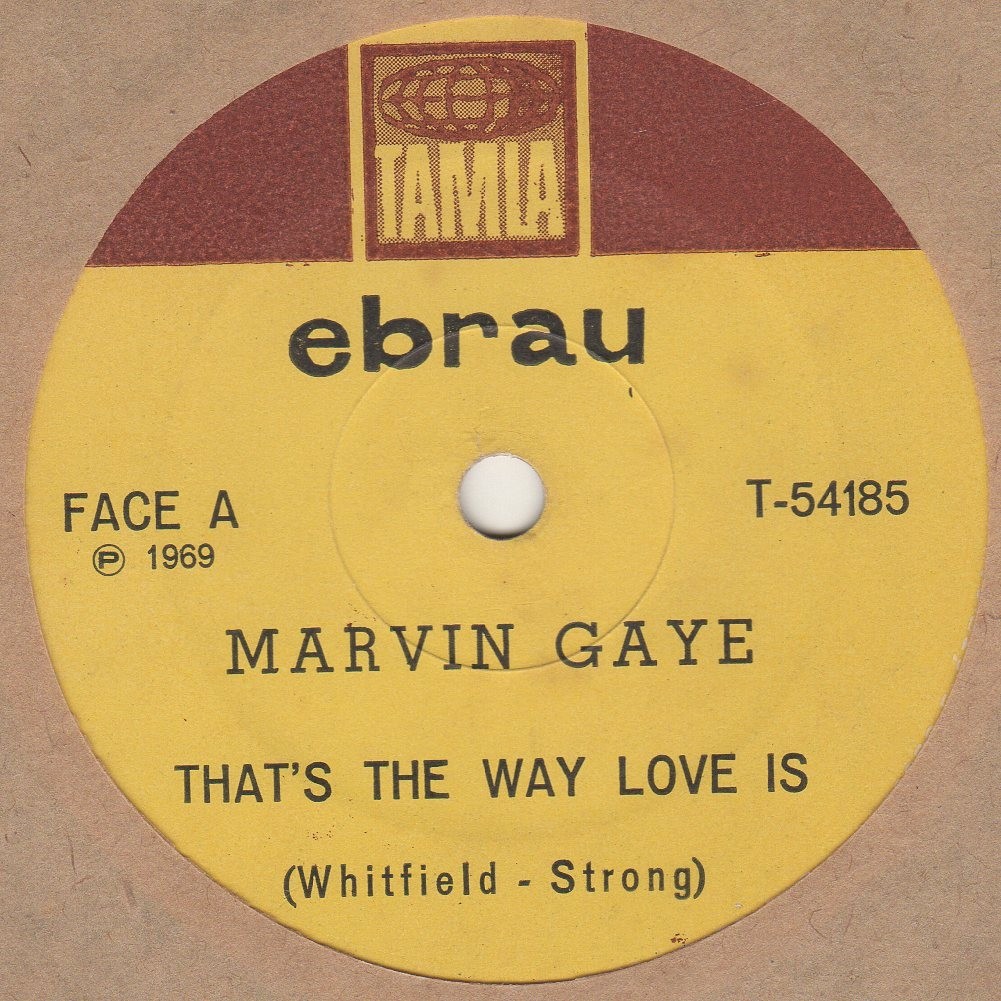 TAMLA
ebrau
FACE A
T-54185
℗ 1969
MARVIN GAYE
THAT'S THE WAY LOVE IS
(Whitfield - Strong)